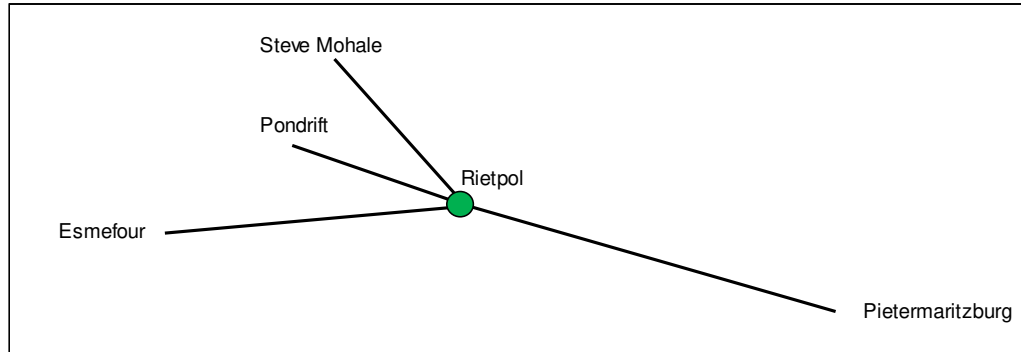 Steve Mohale
Pondrift
Rietpol
Esmefour
Pietermaritzburg